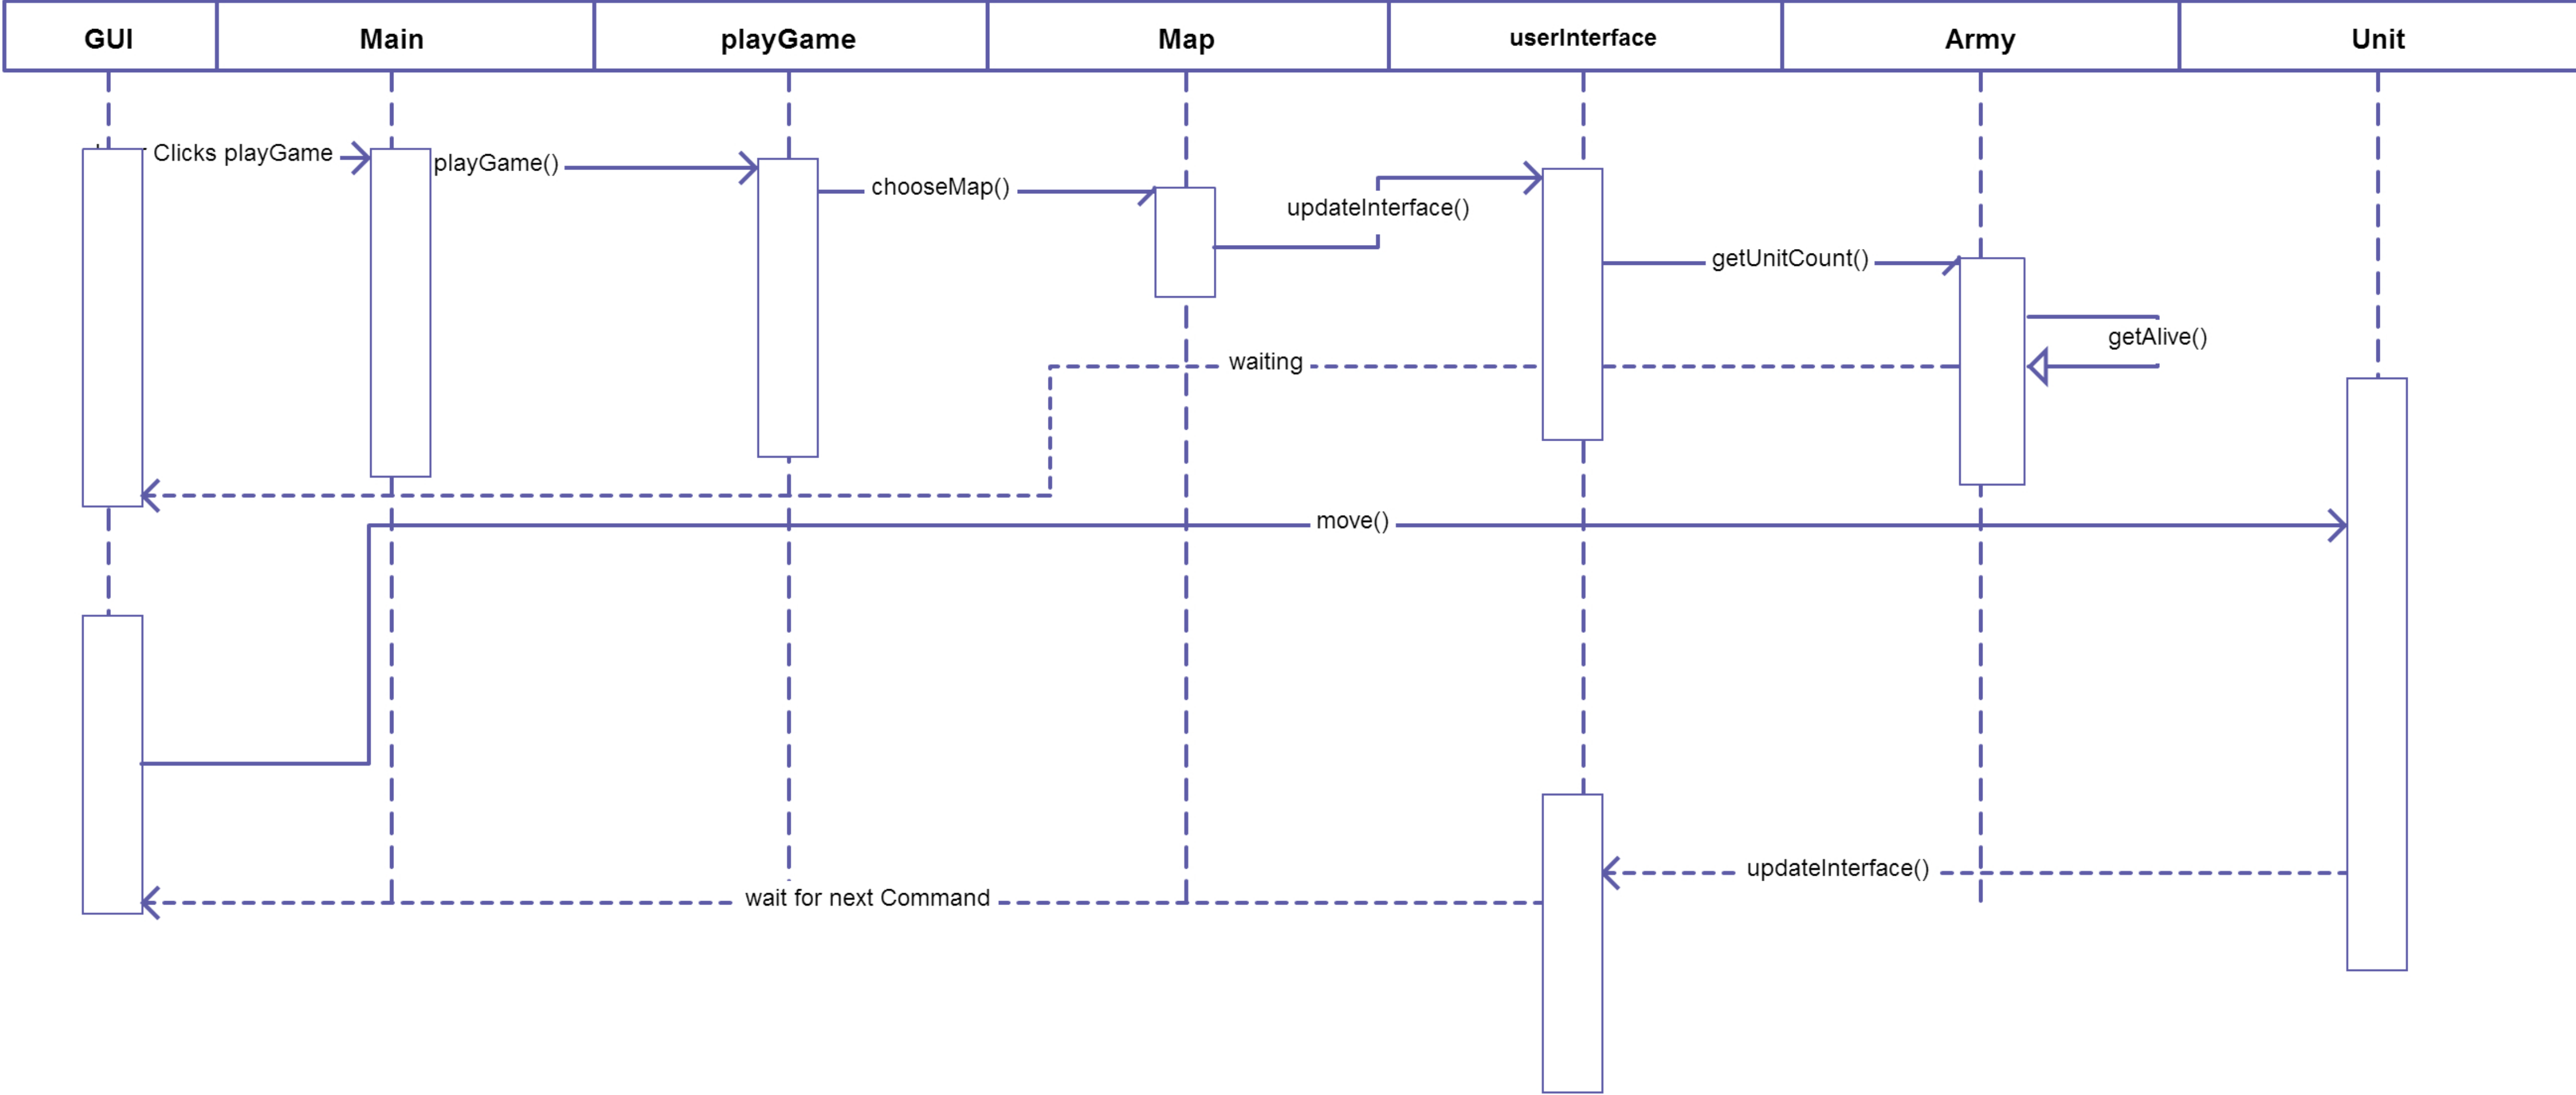 GUI
Main
playGame
Map
userInterface
Army
Unit
Clicks playGame
playGame()
chooseMap()
updateInterface()
getUnitCount()
getAlive()
waiting
move()
updateInterface()
wait for next Command